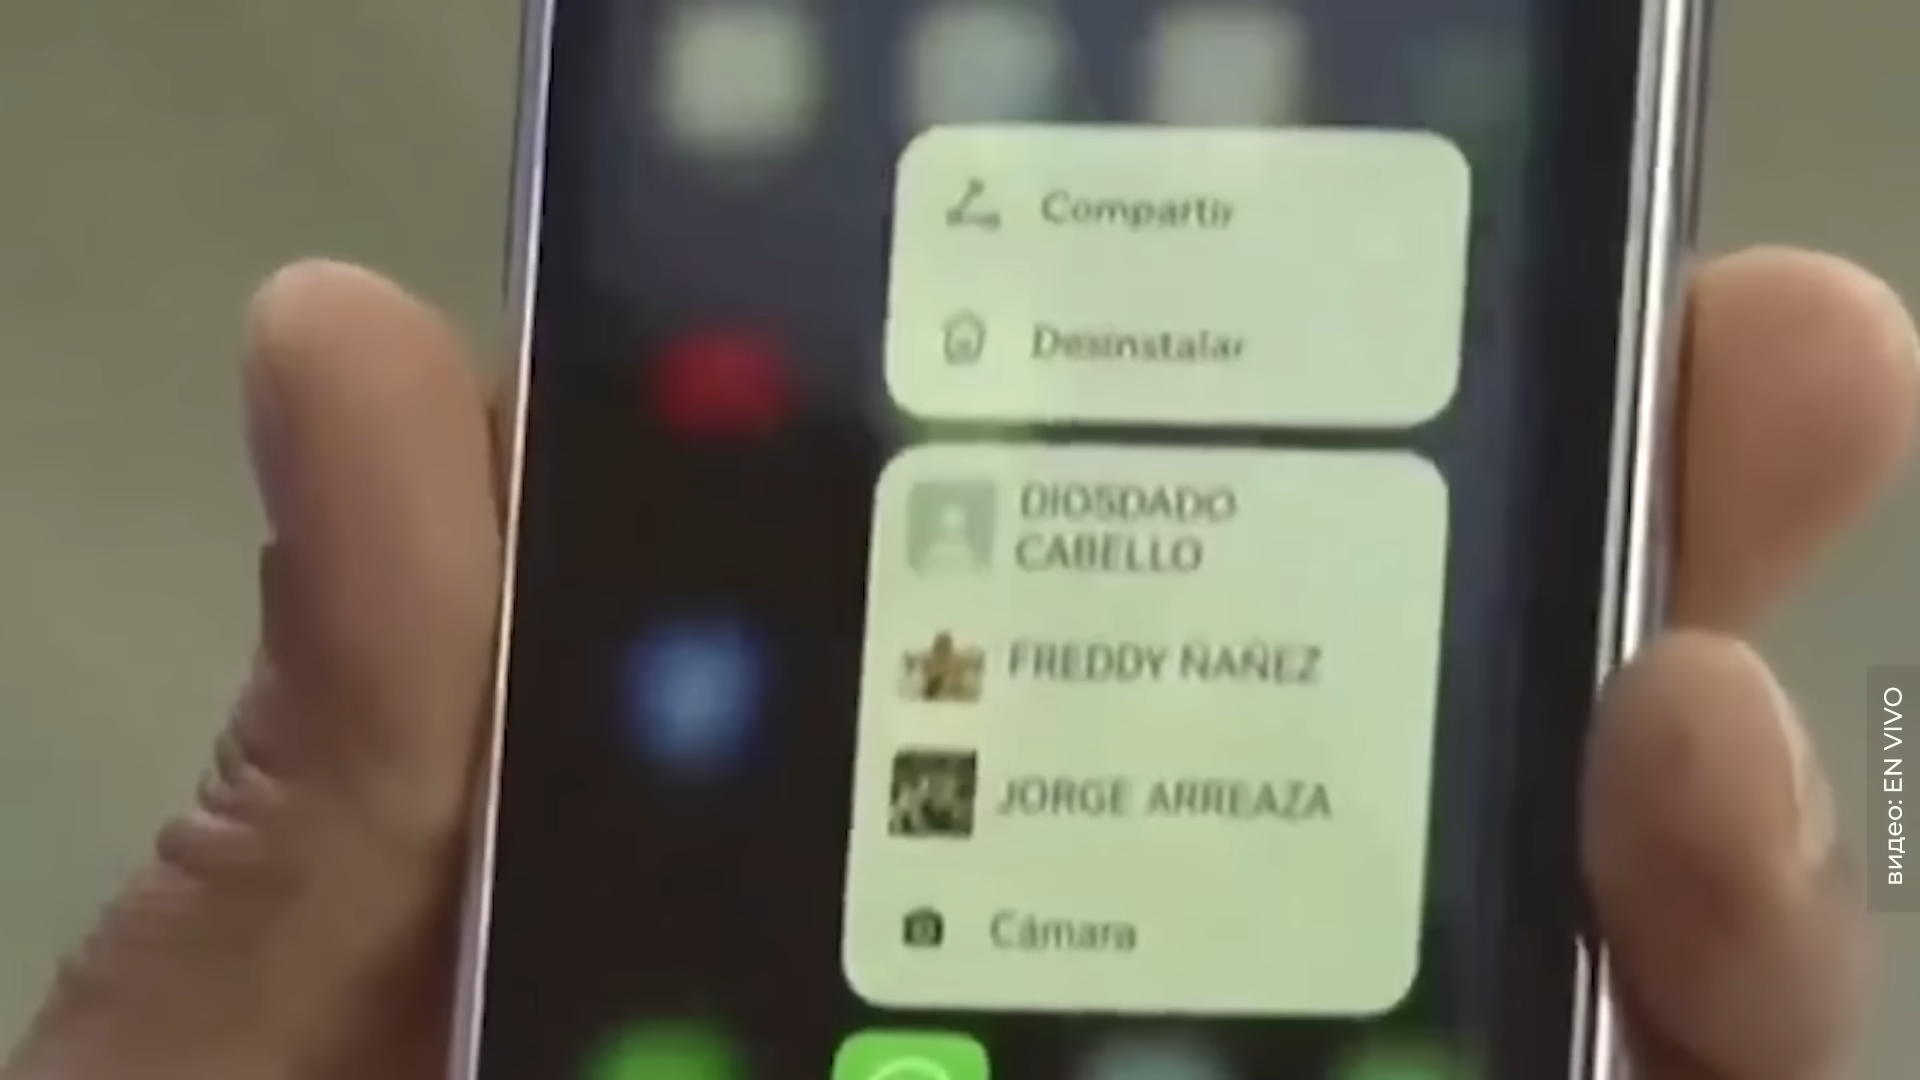 Compartir
Desinstalar
DIOSDADO
CABELLO
FREDDY ÑAÑEZ
JORGE ARREAZA
Cámara
видео: EN VIVO